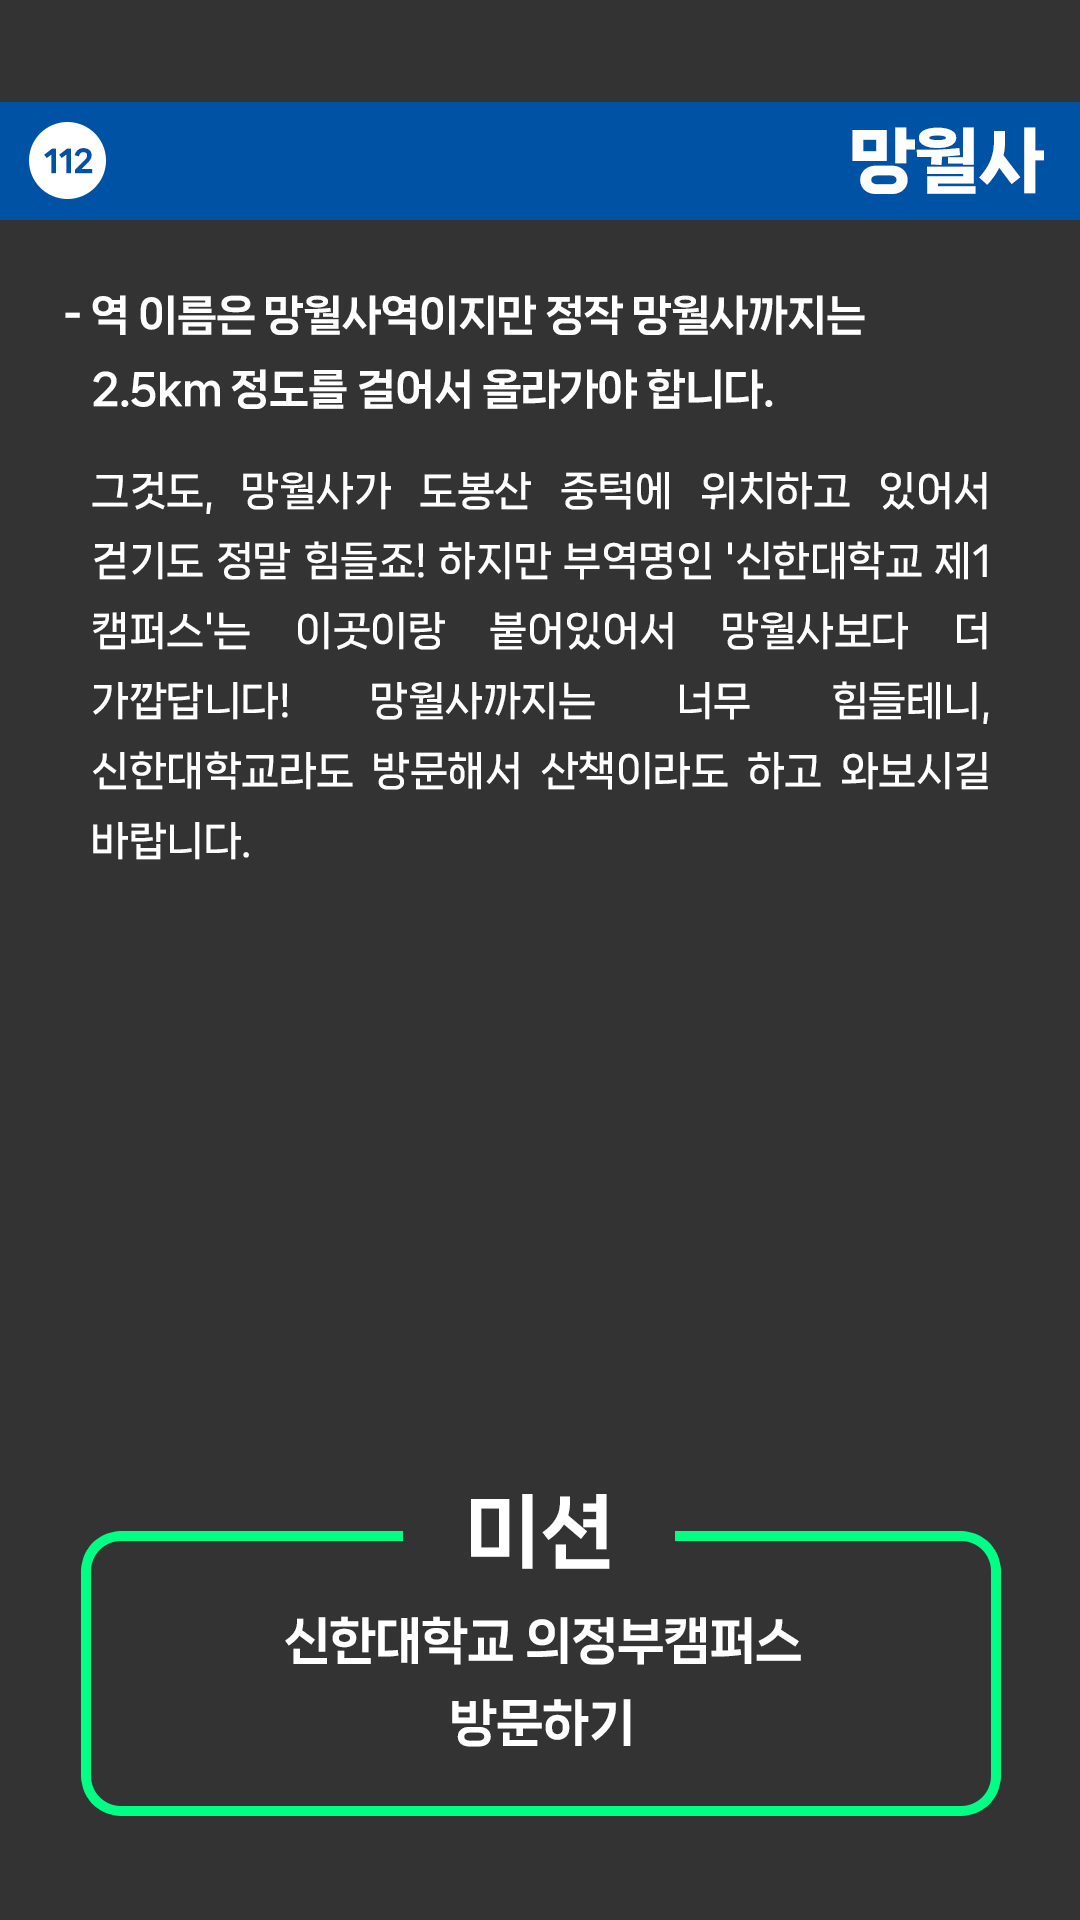 112
망월사
- 역 이름은 망월사역이지만 정작 망월사까지는
2.5km 정도를 걸어서 올라가야 합니다.
그것도, 망월사가 도봉산 중턱에 위치하고 있어서
걷기도 정말 힘들죠! 하지만 부역명인 '신한대학교 제1
캠퍼스'는 이곳이랑 붙어있어서 망월사보다 더
가깝답니다! 망월사까지는 너무 힘들테니,
신한대학교라도 방문해서 산책이라도 하고 와보시길
바랍니다.
미션
신한대학교 의정부캠퍼스
방문하기